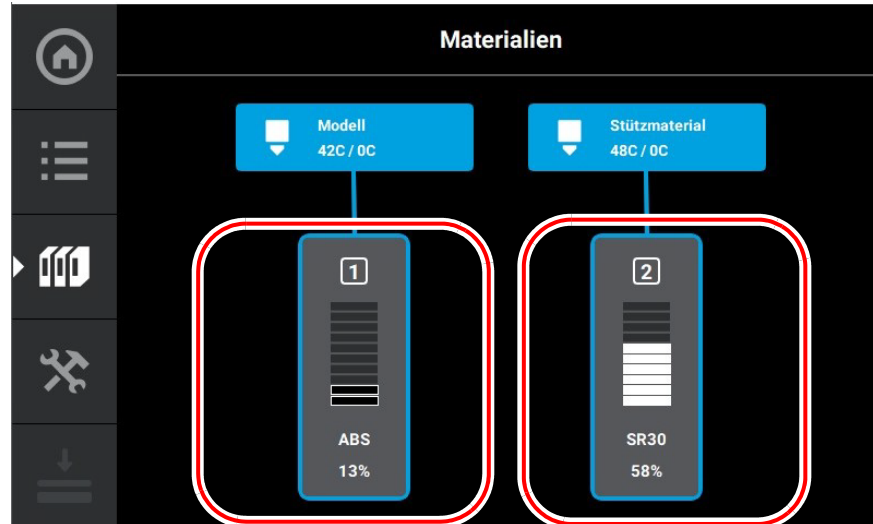 Materialien
Modell
42C / 0C
Stützmaterial
48C / 0C
1
2
ABS
13%
SR30
58%